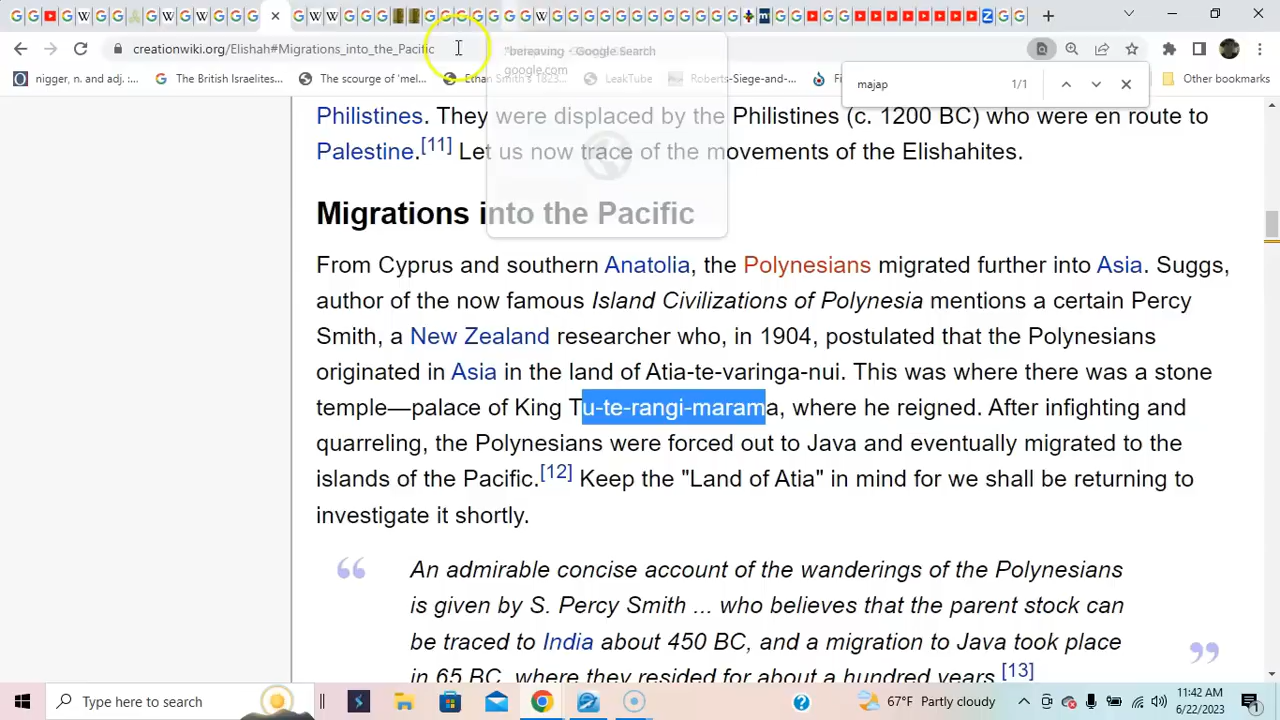 "beheaving - Google Search
creationwiki.org/Elishah#Migrations_into_the_Pacific
google.com
nigger, n. and adj. :...
The British Israelites...
The scourge of 'mel...
Ethan Smith's 1823...
LeakTube
Roberts-Siege-and-...
Other bookmarks
majap
1/1
Philistines. They were displaced by the Philistines (c. 1200 BC) who were en route to
Palestine.[11] Let us now trace of the movements of the Elishahites.
Migrations into the Pacific
From Cyprus and southern Anatolia, the Polynesians migrated further into Asia. Suggs,
author of the now famous Island Civilizations of Polynesia mentions a certain Percy
Smith, a New Zealand researcher who, in 1904, postulated that the Polynesians
originated in Asia in the land of Atia-te-varinga-nui. This was where there was a stone
temple—palace of King Tu-te-rangi-marama, where he reigned. After infighting and
quarreling, the Polynesians were forced out to Java and eventually migrated to the
islands of the Pacific.[12] Keep the "Land of Atia" in mind for we shall be returning to
investigate it shortly.
An admirable concise account of the wanderings of the Polynesians
is given by S. Percy Smith ... who believes that the parent stock can
be traced to India about 450 BC, and a migration to Java took place
in 65 BC, where they resided for about a hundred years.[13]
Type here to search
67°F Partly cloudy
11:42 AM
6/22/2023